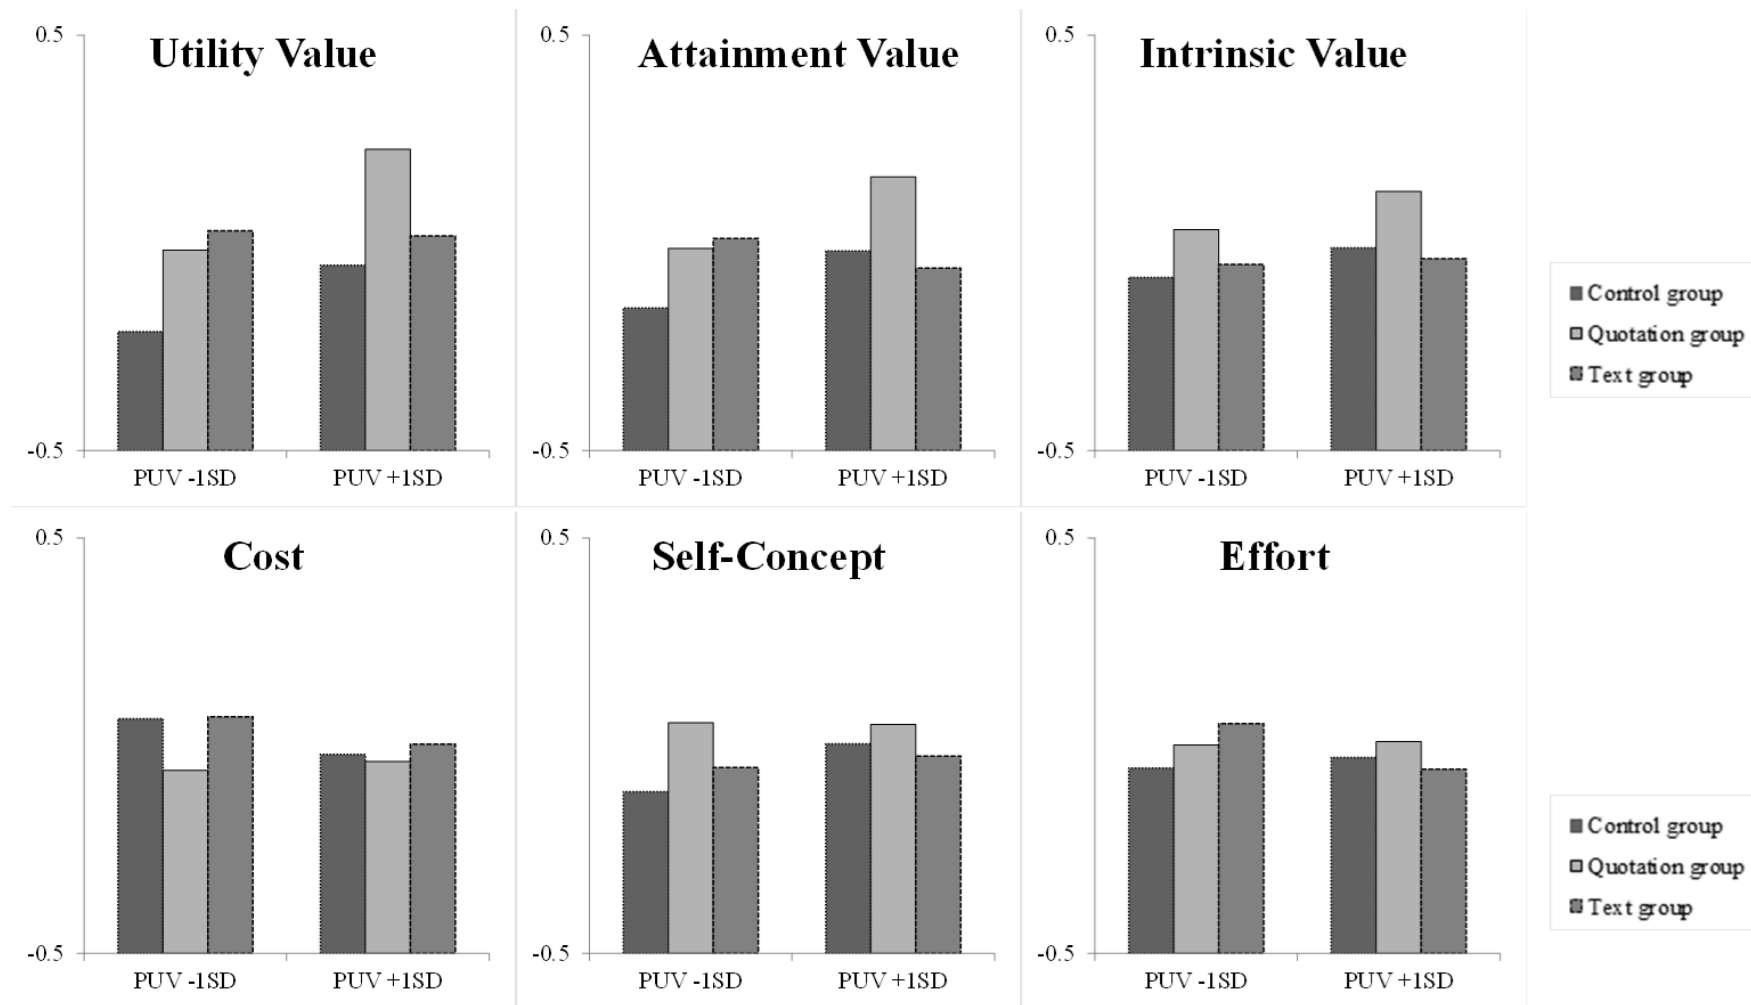 Utility Value
0.5
-0.5
PUV -1SD
PUV +1SD
Attainment Value
0.5
-0.5
PUV -1SD
PUV +1SD
Intrinsic Value
0.5
-0.5
PUV -1SD
PUV +1SD
Control group
Quotation group
Text group
Cost
0.5
-0.5
PUV -1SD
PUV +1SD
Self-Concept
0.5
-0.5
PUV -1SD
PUV +1SD
Effort
0.5
-0.5
PUV -1SD
PUV +1SD
Control group
Quotation group
Text group